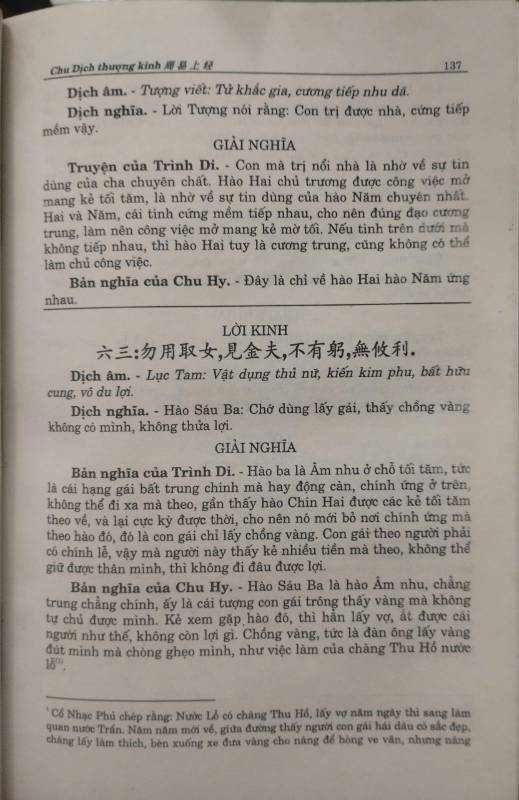 Chu Dịch thượng kinh 周易上经 137
Dịch âm. - Tượng viết: Tử khắc gia, cương tiếp nhu dã.
Dịch nghĩa. - Lời Tượng nói rằng: Con trị được nhà, cứng tiếp
mềm vậy.
GIẢI NGHĨA
Truyện của Trình Di. - Con mà trị nổi nhà là nhờ về sự tin
dùng của cha chuyên chất. Hào Hai chủ trương được công việc mở
mang kẻ tối tăm, là nhờ về sự tin dùng của hào Năm chuyên nhất.
Hai và Năm, cái tình cứng mềm tiếp nhau, cho nên đúng đạo cương
trung, làm nên công việc mở mang kẻ mờ tối. Nếu tình trên dưới mà
không tiếp nhau, thì hào Hai tuy là cương trung, cũng không có thể
làm chủ công việc.
Bản nghĩa của Chu Hy. - Đây là chỉ về hào Hai hào Năm ứng
nhau.
LỜI KINH
六三:勿用取女,見金夫,不有躬,無攸利.
Dịch âm. - Lục Tam: Vật dụng thủ nữ, kiến kim phu, bất hữu
cung, vô du lợi.
Dịch nghĩa. - Hào Sáu Ba: Chớ dùng lấy gái, thấy chồng vàng
không có mình, không thửa lợi.
GIẢI NGHĨA
Bản nghĩa của Trình Di. - Hào ba là Âm nhu ở chỗ tối tăm, tức
là cái hạng gái bất trung chính mà hay động càn, chính ứng ở trên,
không thể đi xa mà theo, gần thấy hào Chín Hai được các kẻ tối tăm
theo về, và lại cực kỳ được thời, cho nên nó mới bỏ nơi chính ứng mà
theo hào đó, đó là con gái chỉ lấy chồng vàng. Con gái theo người phải
có chính lễ, vậy mà người này thấy kẻ nhiều tiền mà theo, không thể
giữ được thân mình, thì không đi đâu được lợi.
Bản nghĩa của Chu Hy. - Hào Sáu Ba là hào Âm nhu, chẳng
trung chẳng chính, ấy là cái tượng con gái trông thấy vàng mà không
tự chủ được mình. Kẻ xem gặp hào đó, thì hằn lấy vợ, ắt được cái
người như thế, không còn lợi gì. Chồng vàng, tức là đàn ông lấy vàng
đút mình mà chòng ghẹo mình, như việc làm của chàng Thu Hồ nước
lỗ⁽¹⁾.
¹ Cổ Nhạc Phủ chép rằng: Nước Lỗ có chàng Thu Hồ, lấy vợ năm ngày thì sang làm
quan nước Trần. Năm năm mới về, giữa đường thấy người con gái hái dâu có sắc đẹp,
chàng lấy làm thích, bèn xuống xe đưa vàng cho nàng để hòng ve vãn, nhưng nàng